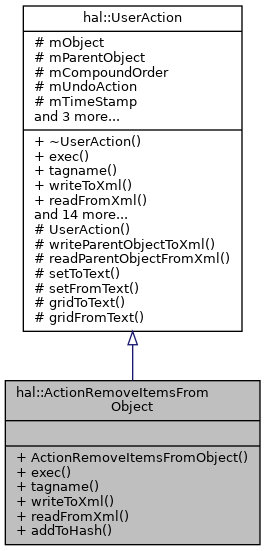 hal::UserAction
# mObject
# mParentObject
# mCompoundOrder
# mUndoAction
# mTimeStamp
and 3 more...
+ ~UserAction()
+ exec()
+ tagname()
+ writeToXml()
+ readFromXml()
and 14 more...
# UserAction()
# writeParentObjectToXml()
# readParentObjectFromXml()
# setToText()
# setFromText()
# gridToText()
# gridFromText()
hal::ActionRemoveItemsFrom
Object
+ ActionRemoveItemsFromObject()
+ exec()
+ tagname()
+ writeToXml()
+ readFromXml()
+ addToHash()